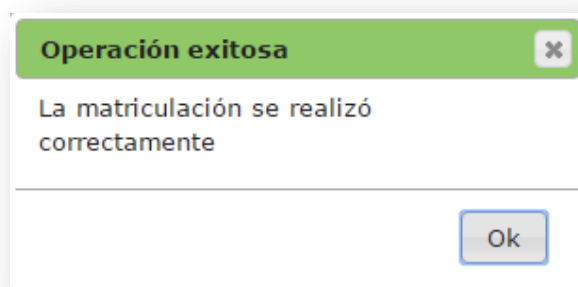 Operación exitosa
La matriculación se realizó
correctamente
Ok